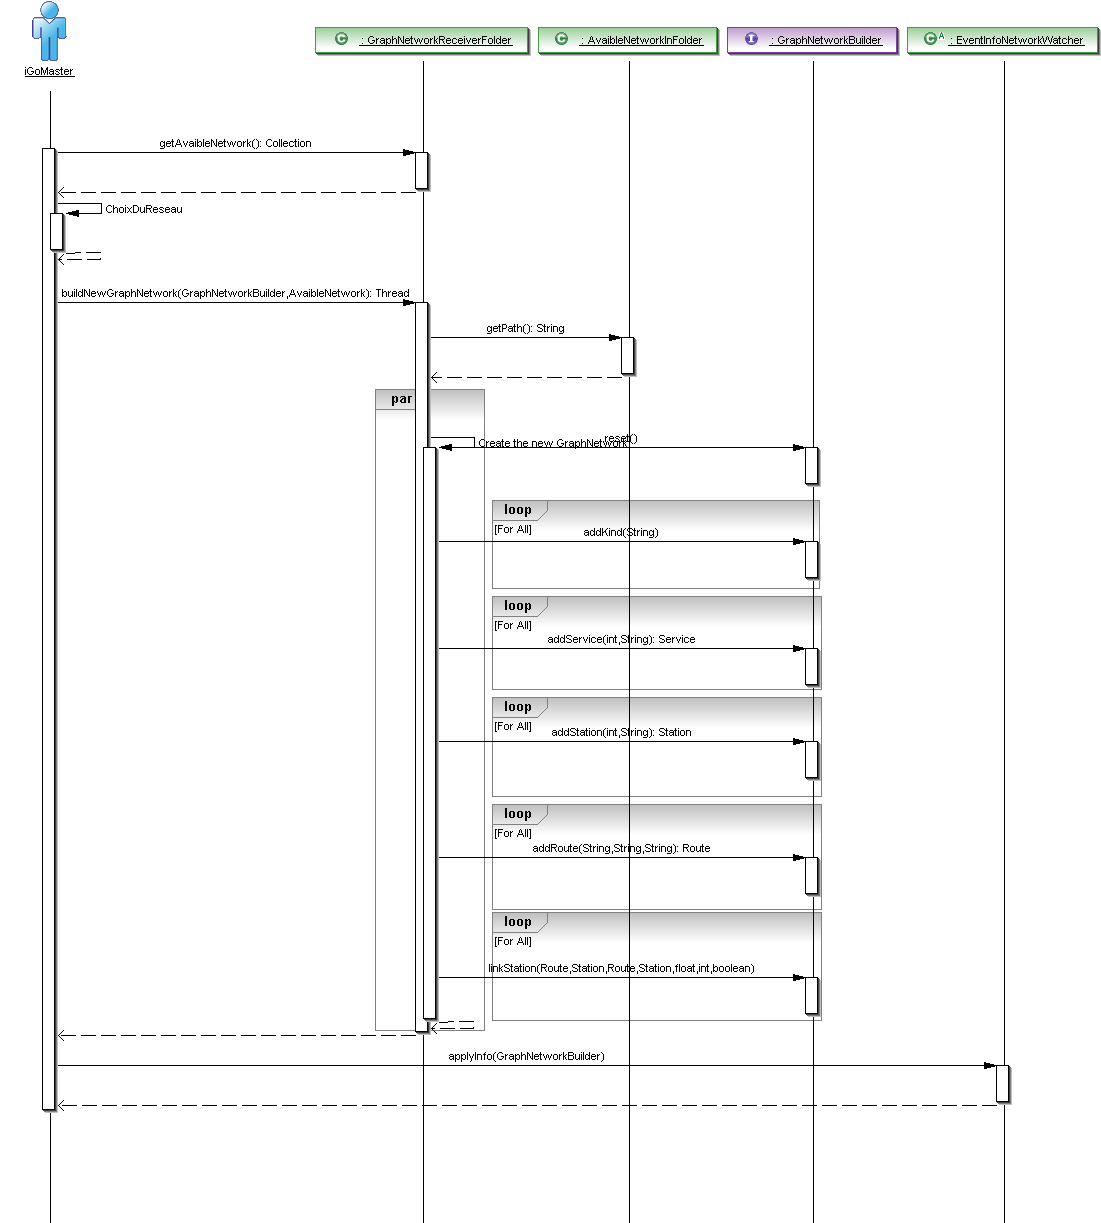 iGoMaster
C : GraphNetworkReceiverFolder
C : AvaibleNetworkInFolder
I : GraphNetworkBuilder
C A : EventInfoNetworkWatcher
getAvaibleNetwork(): Collection
ChoixDuReseau
buildNewGraphNetwork(GraphNetworkBuilder,AvaibleNetwork): Thread
getPath(): String
par
reset()
Create the new GraphNetwork
loop
[For All]
addKind(String)
loop
[For All]
addService(int,String): Service
loop
[For All]
addStation(int,String): Station
loop
[For All]
addRoute(String,String,String): Route
loop
[For All]
linkStation(Route,Station,Route,Station,float,int,boolean)
applyInfo(GraphNetworkBuilder)